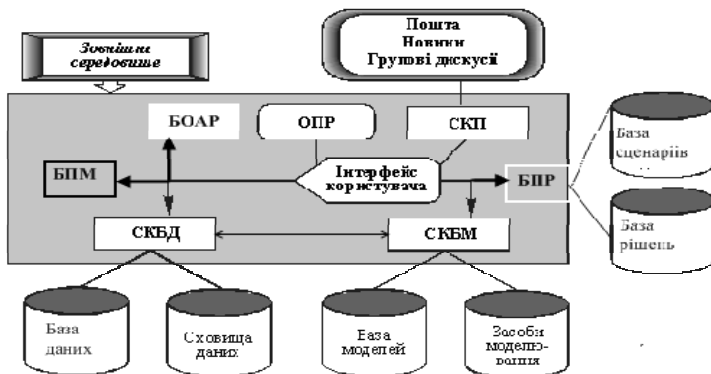 Зовнішнє
середовище
Пошта
Новини
Групові дискусії
БОАР
ОПР
СКП
База
сценаріїв
БПМ
Інтерфейс
користувача
БПР
База
рішень
СКБД
СКБМ
База
даних
Сховища
даних
База
моделей
Засоби
моделю-
вання